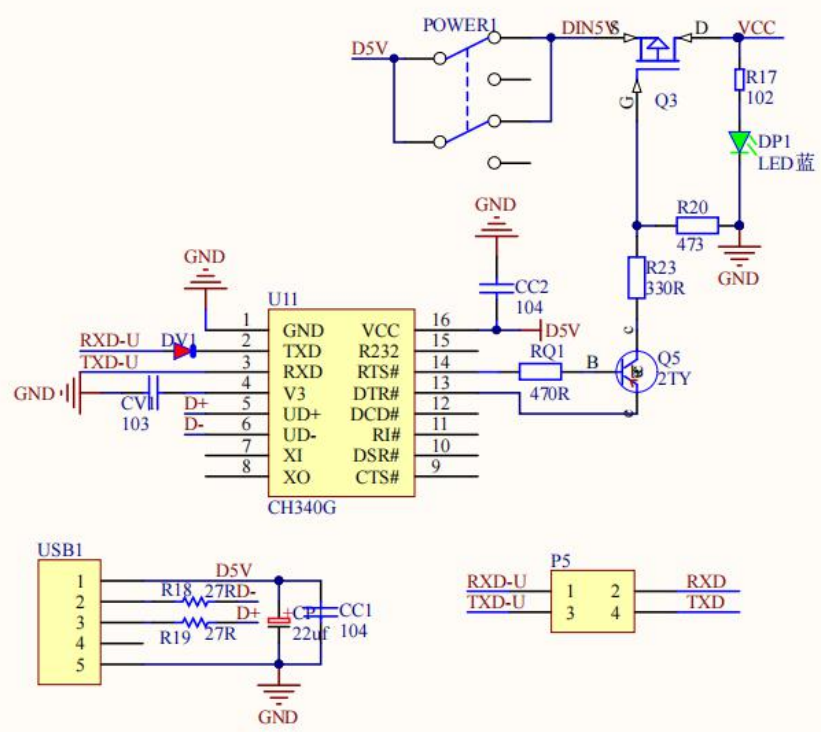 POWER1
D5V
DIN5V
S
D
VCC
G
Q3
R17
102
DP1
LED蓝
GND
R20
473
GND
R23
330R
GND
CC2
104
D5V
U11
1 GND VCC 16
2 TXD R232 15
3 RXD RTS# 14
4 V3 DTR# 13
5 UD+ DCD# 12
6 UD- RI# 11
7 XI DSR# 10
8 XO CTS# 9
CH340G
RXD-U
DV1
TXD-U
GND
CV1
103
D+
D-
RQ1
470R
B
c
Q5
2TY
e
USB1
1
2
3
4
5
D5V
R18 27R D-
D+
R19 27R
CP
+
22uf
CC1
104
GND
P5
RXD-U 1 2 RXD
TXD-U 3 4 TXD